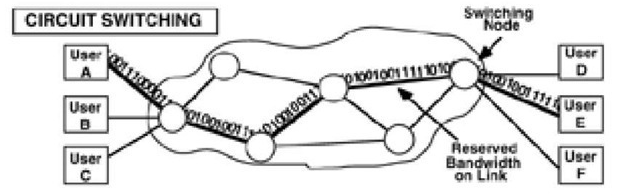 CIRCUIT SWITCHING
Switching
Node
User
A
User
B
User
C
User
D
User
E
User
F
Reserved
Bandwidth
on Link